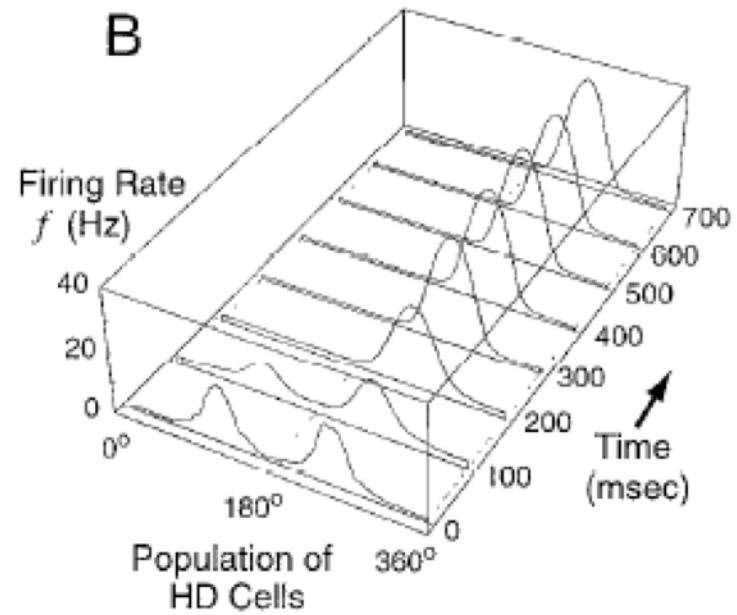 B
Firing Rate
f (Hz)
40
20
0
0°
180°
360°
Population of
HD Cells
0
100
200
300
400
500
600
700
Time
(msec)